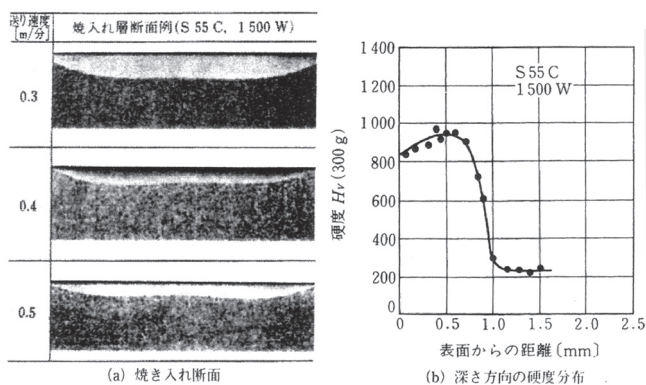 送り速度
[m/分]
焼入れ層断面例(S 55 C, 1 500 W)
0.3
0.4
0.5
(a) 焼き入れ断面
硬度 Hv (300 g)
1 400
1 200
1 000
800
600
400
200
0
S 55 C
1 500 W
0
0.5
1.0
1.5
2.0
2.5
表面からの距離 [mm]
(b) 深さ方向の硬度分布